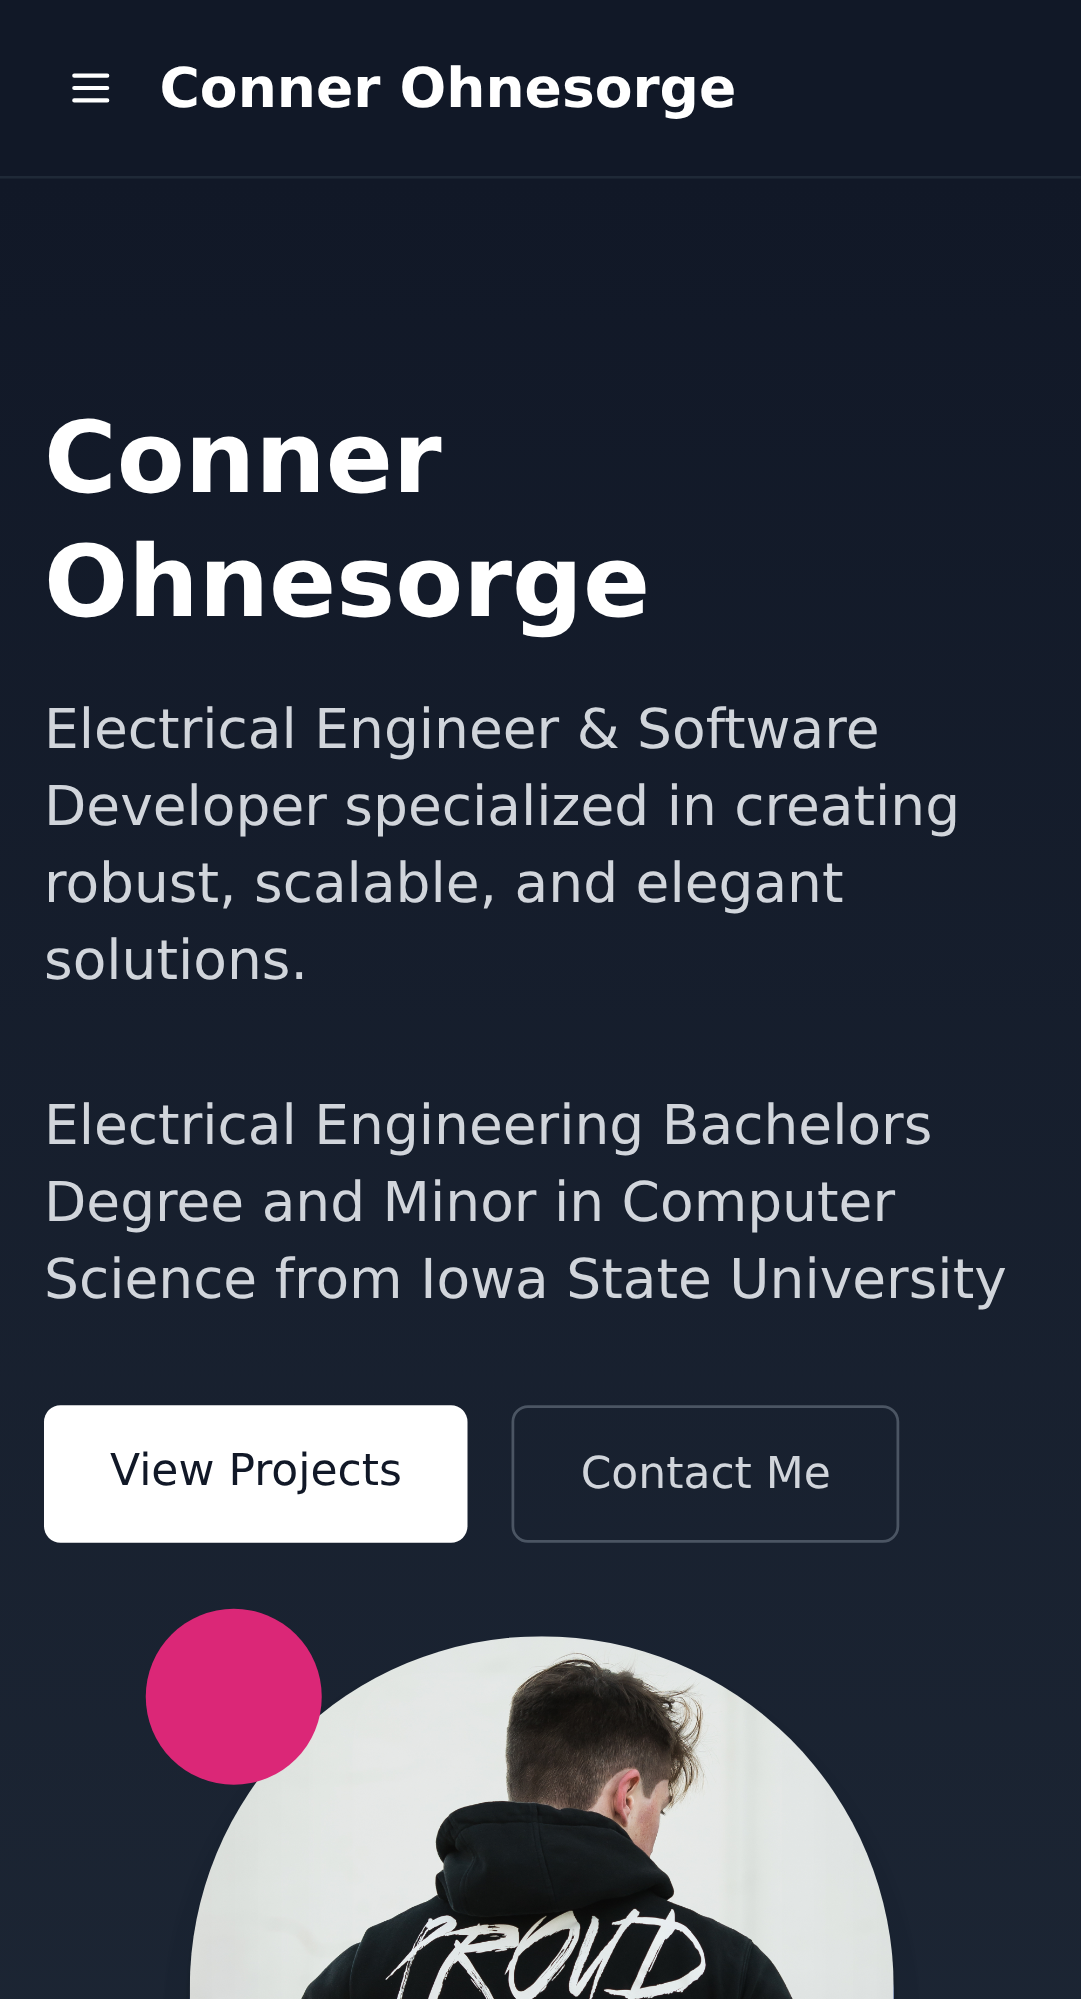 Conner Ohnesorge
Conner
Ohnesorge
Electrical Engineer & Software
Developer specialized in creating
robust, scalable, and elegant
solutions.
Electrical Engineering Bachelors
Degree and Minor in Computer
Science from Iowa State University
View Projects
Contact Me
PROUD